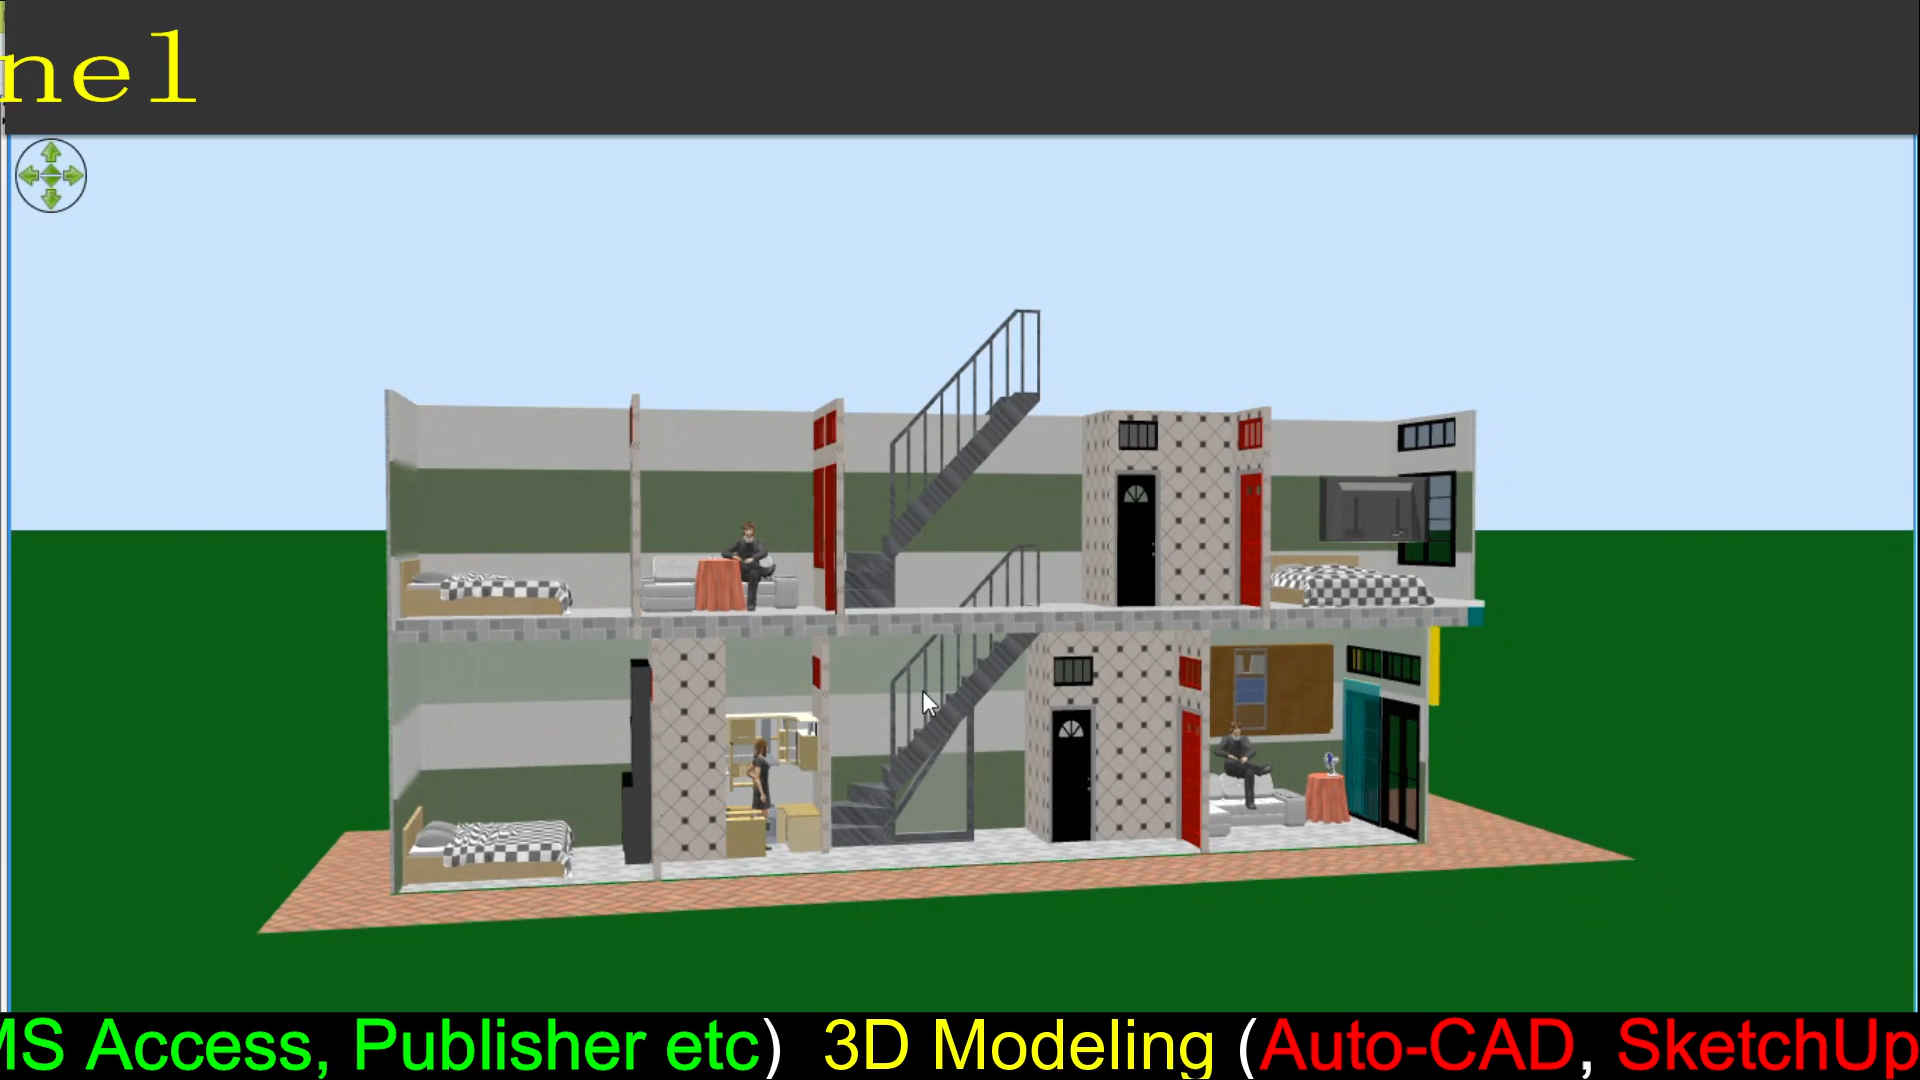 nel
MS Access, Publisher etc) 3D Modeling (Auto-CAD, SketchUp